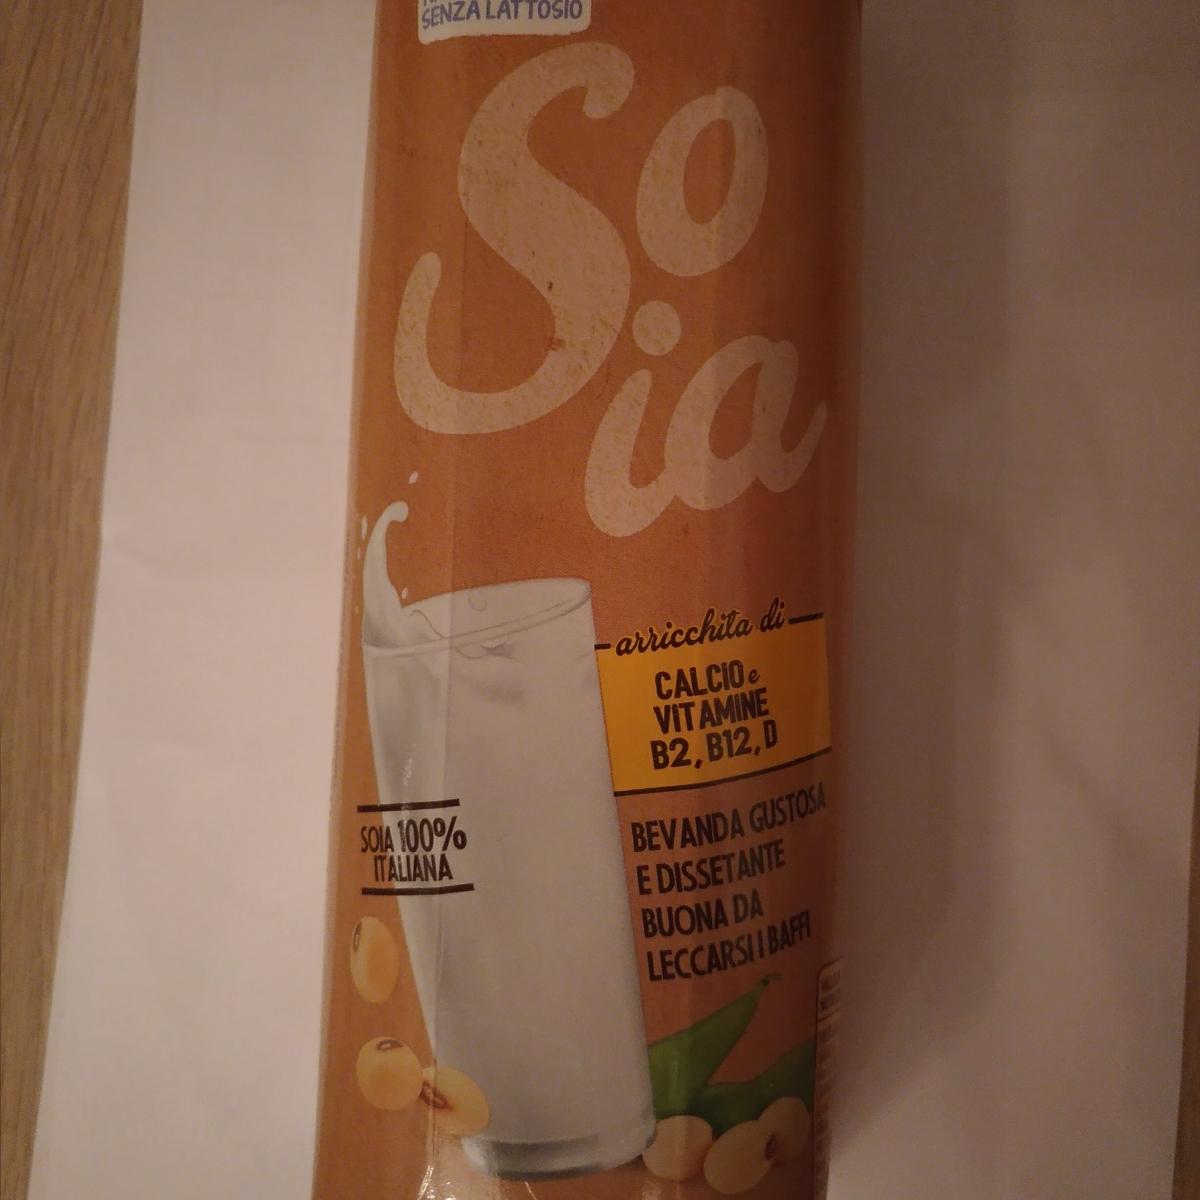 SENZA LATTOSIO
So
ia
arricchita di
CALCIO e
VITAMINE
B2, B12, D
SOIA 100%
ITALIANA
BEVANDA GUSTOSA
E DISSETANTE
BUONA DA
LECCARSI I BAFFI